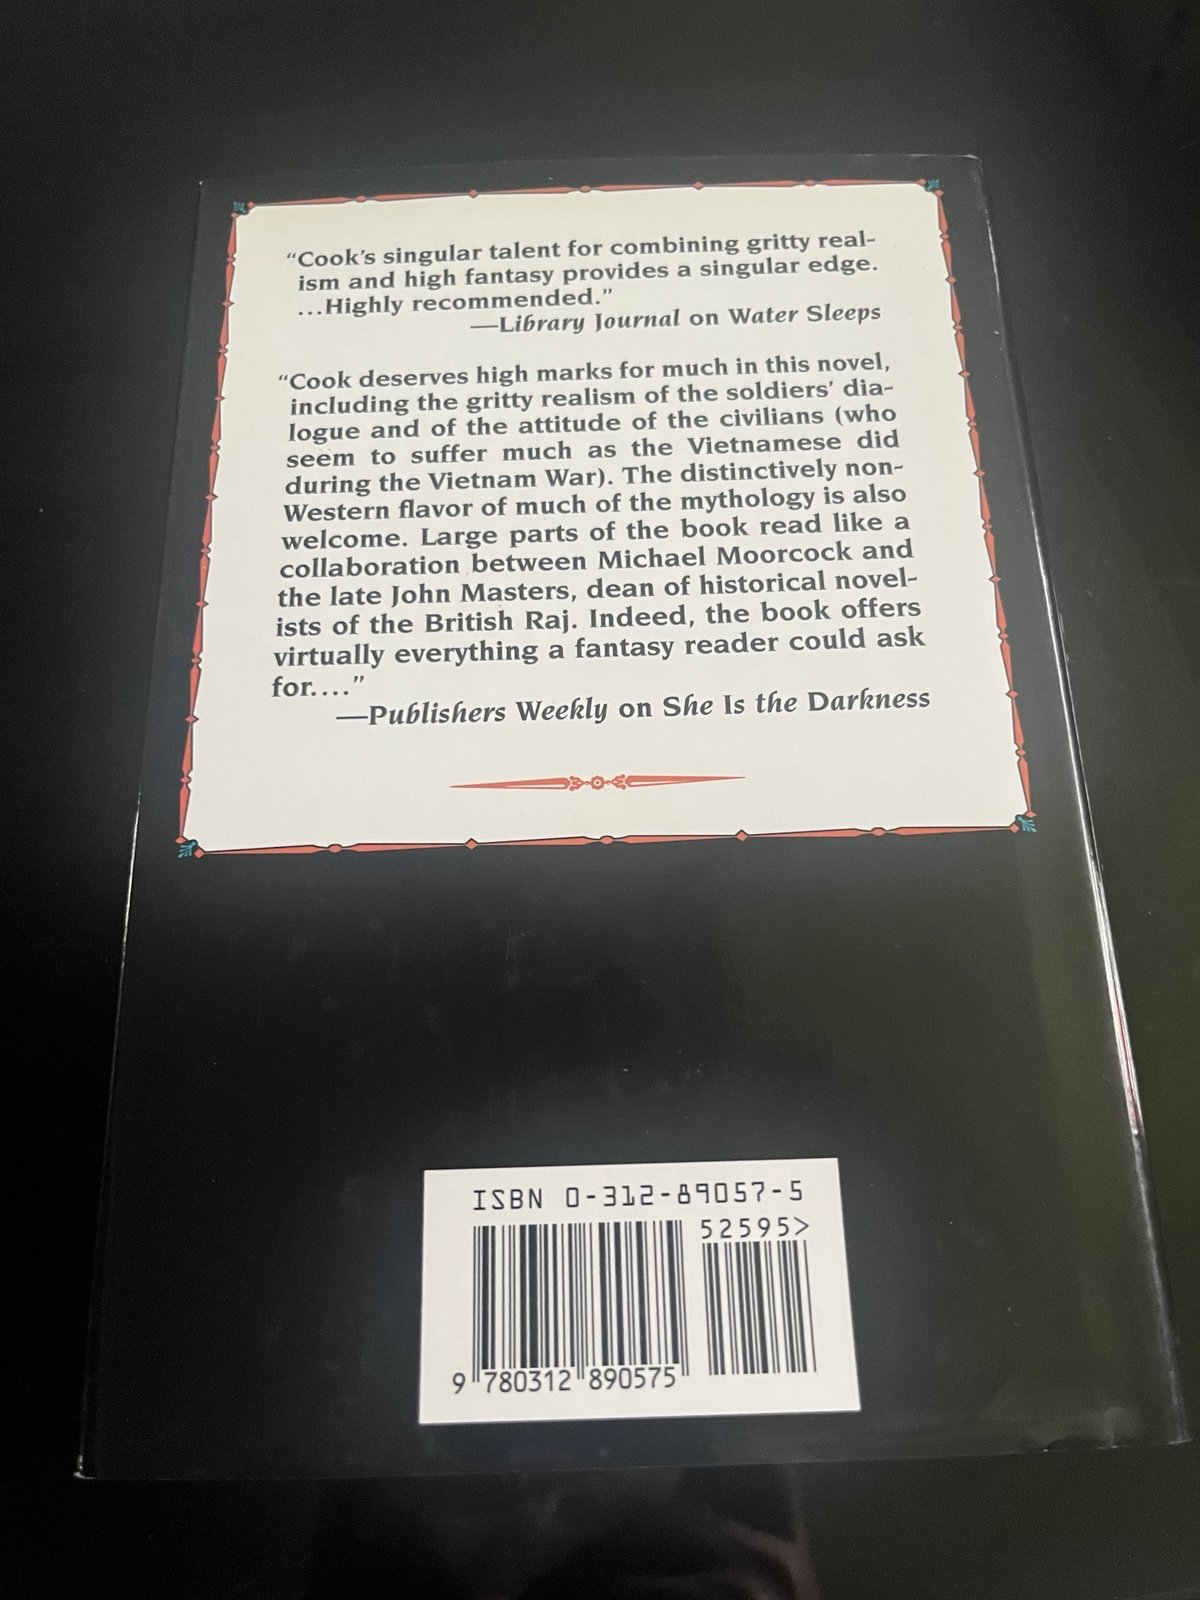 “Cook’s singular talent for combining gritty real-
ism and high fantasy provides a singular edge.
...Highly recommended.”
—Library Journal on Water Sleeps
“Cook deserves high marks for much in this novel,
including the gritty realism of the soldiers’ dia-
logue and of the attitude of the civilians (who
seem to suffer much as the Vietnamese did
during the Vietnam War). The distinctively non-
Western flavor of much of the mythology is also
welcome. Large parts of the book read like a
collaboration between Michael Moorcock and
the late John Masters, dean of historical novel-
ists of the British Raj. Indeed, the book offers
virtually everything a fantasy reader could ask
for....”
—Publishers Weekly on She Is the Darkness
ISBN 0-312-89057-5
52595>
9 780312 890575